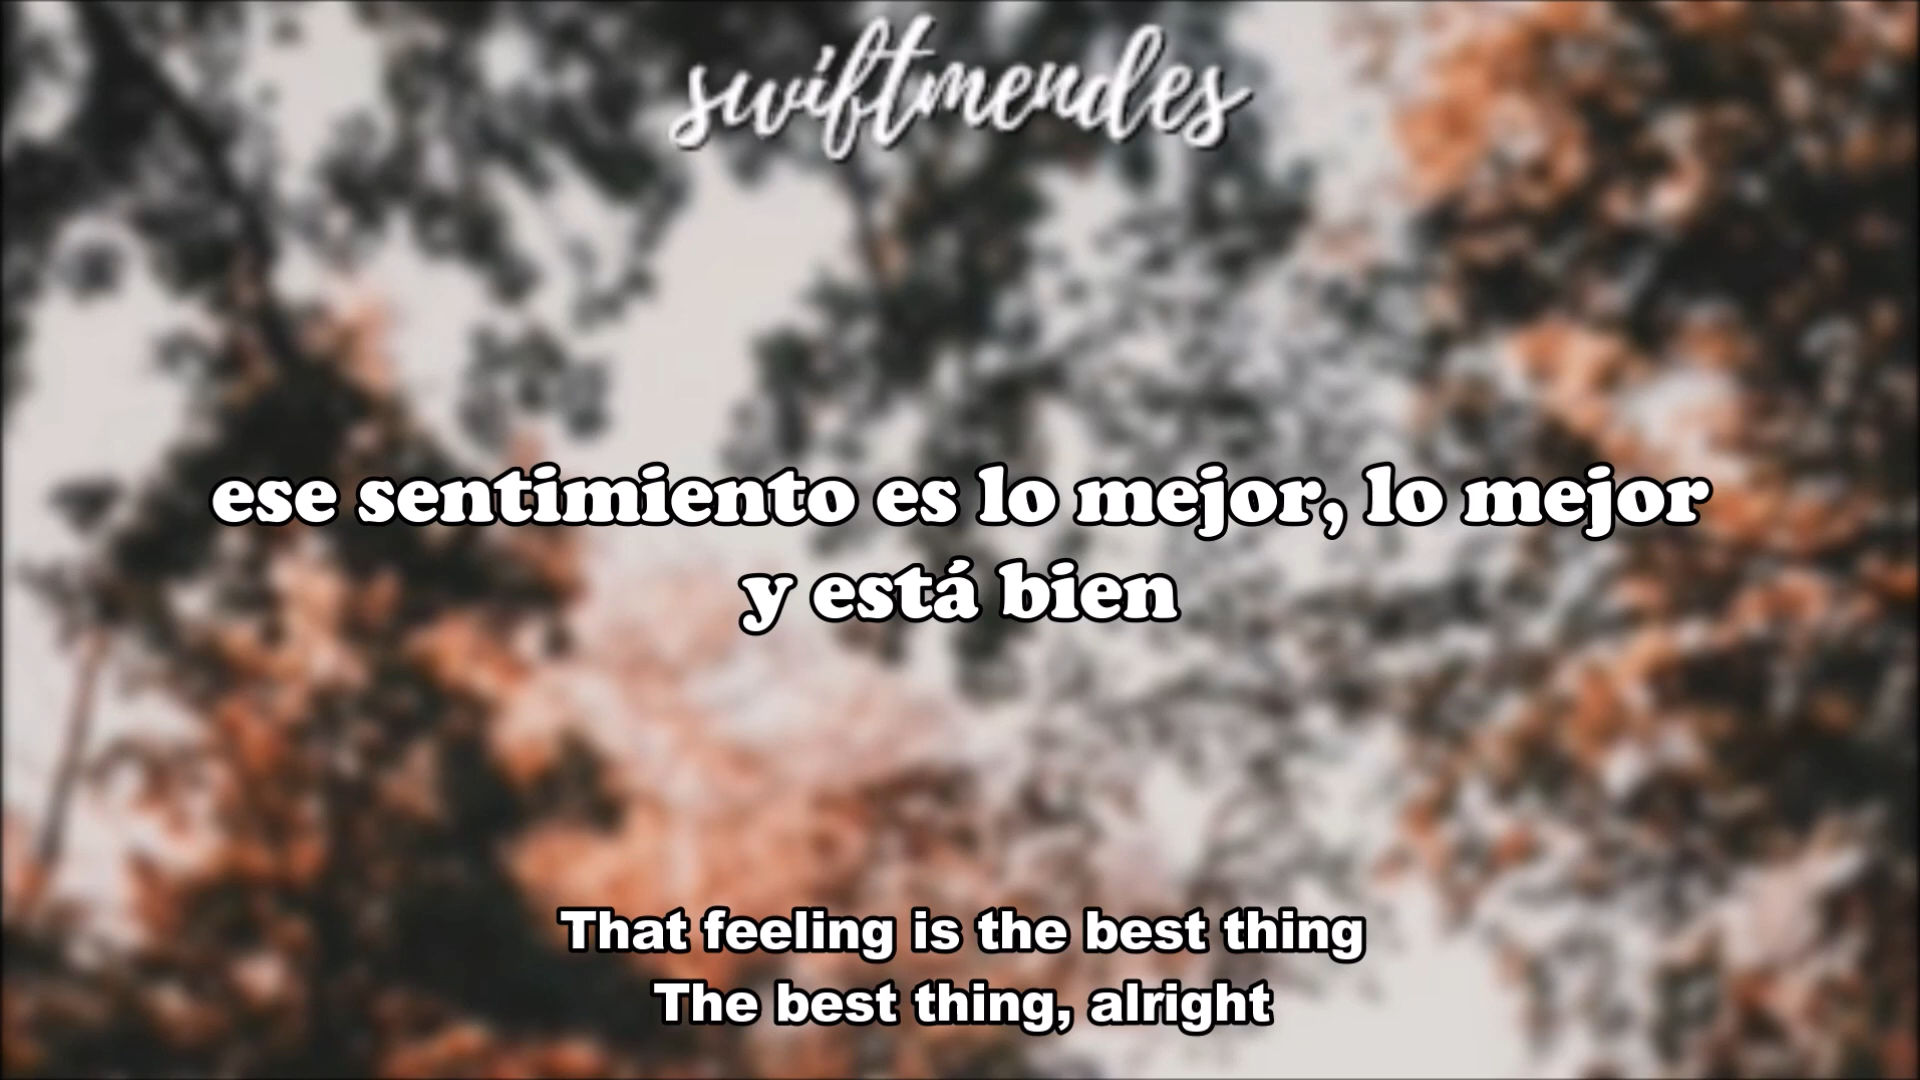 swiftmendes
ese sentimiento es lo mejor, lo mejor
y está bien
That feeling is the best thing
The best thing, alright